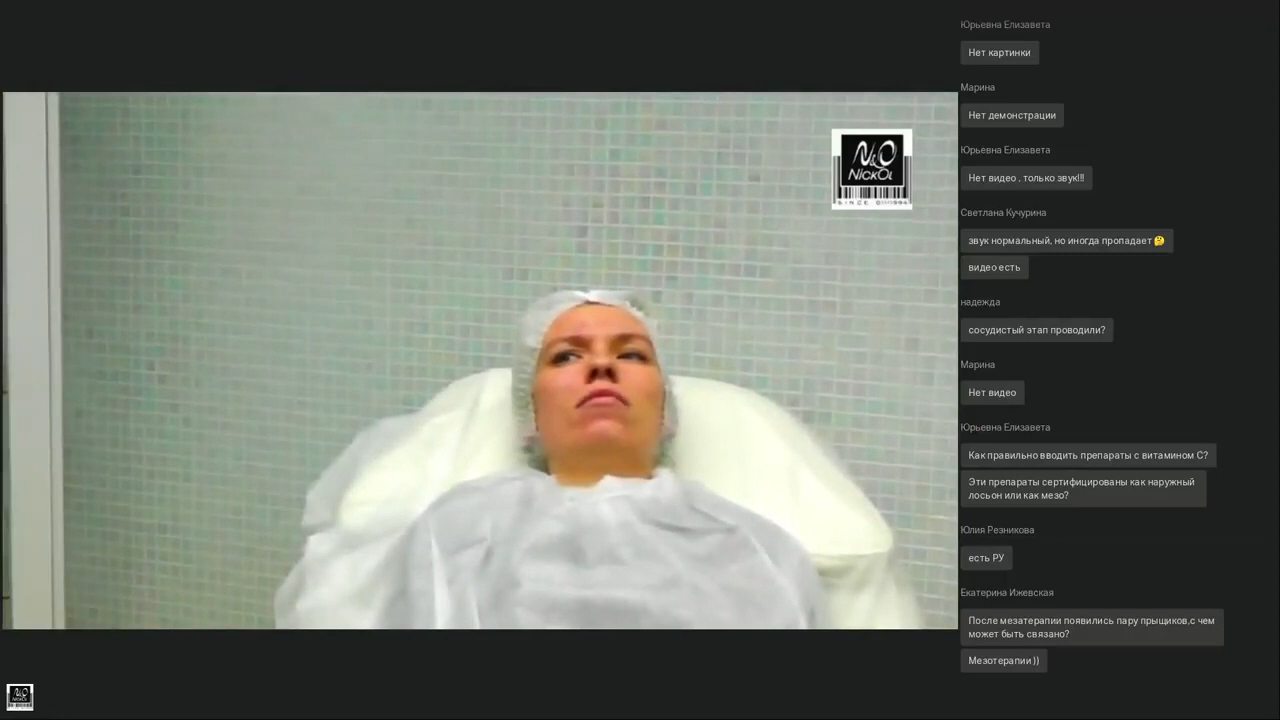 N&O
NICKOL
SINCE
Юрьевна Елизавета
Нет картинки
Марина
Нет демонстрации
Юрьевна Елизавета
Нет видео , только звук!!!
Светлана Кучурина
звук нормальный, но иногда пропадает🤔
видео есть
надежда
сосудистый этап проводили?
Марина
Нет видео
Юрьевна Елизавета
Как правильно вводить препараты с витамином С?
Эти препараты сертифицированы как наружный
лосьон или как мезо?
Юлия Резникова
есть РУ
Екатерина Ижевская
После мезатерапии появились пару прыщиков,с чем
может быть связано?
Мезотерапии ))